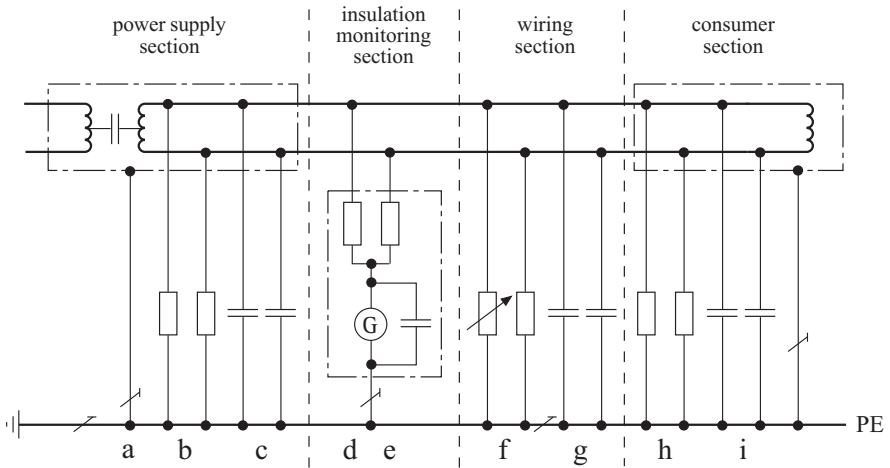 power supply
section
insulation
monitoring
section
wiring
section
consumer
section
G
PE
a b c d e f g h i